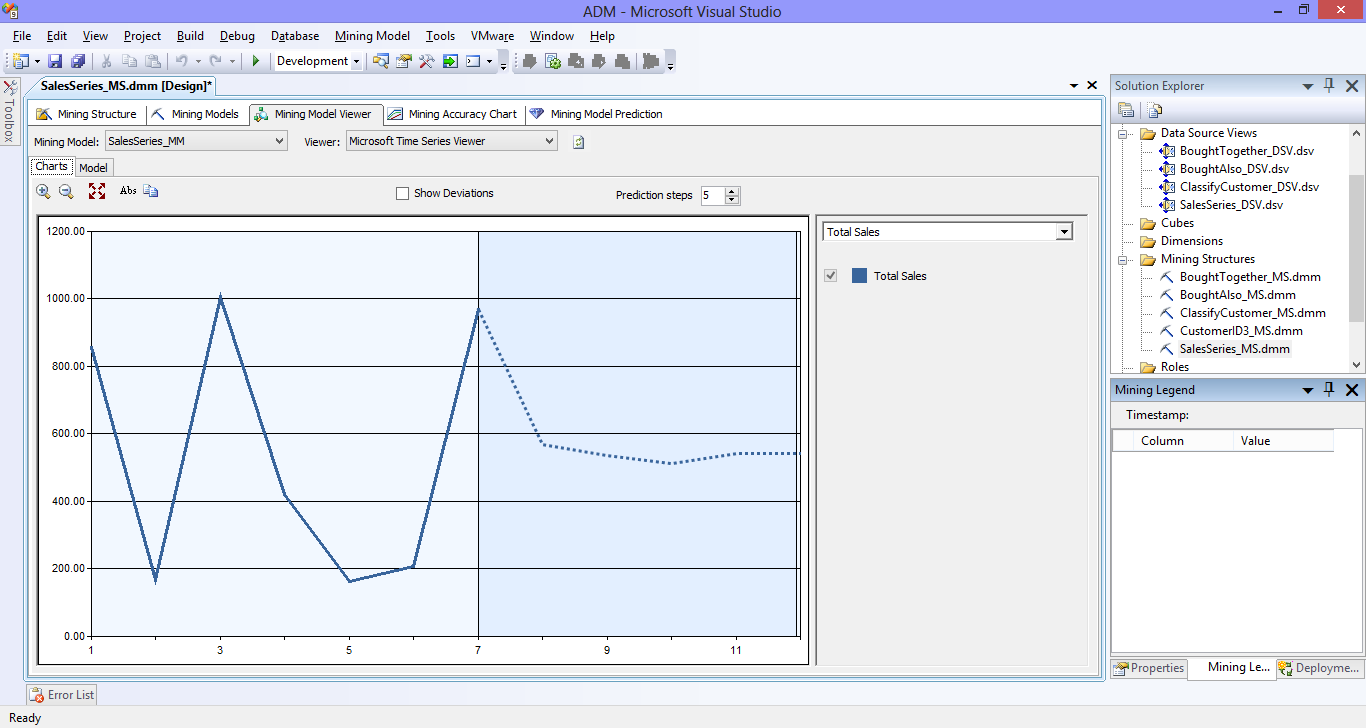 ADM - Microsoft Visual Studio
File Edit View Project Build Debug Database Mining Model Tools VMware Window Help
Development
Toolbox
SalesSeries_MS.dmm [Design]*
Mining Structure Mining Models Mining Model Viewer Mining Accuracy Chart Mining Model Prediction
Mining Model: SalesSeries_MM Viewer: Microsoft Time Series Viewer
Charts Model
Abs Show Deviations Prediction steps 5
1200.00
1000.00
800.00
600.00
400.00
200.00
0.00
1 3 5 7 9 11
Total Sales
Total Sales
Solution Explorer
Data Source Views
BoughtTogether_DSV.dsv
BoughtAlso_DSV.dsv
ClassifyCustomer_DSV.dsv
SalesSeries_DSV.dsv
Cubes
Dimensions
Mining Structures
BoughtTogether_MS.dmm
BoughtAlso_MS.dmm
ClassifyCustomer_MS.dmm
CustomerID3_MS.dmm
SalesSeries_MS.dmm
Roles
Mining Legend
Timestamp:
Column Value
Properties Mining Le... Deployme...
Error List
Ready